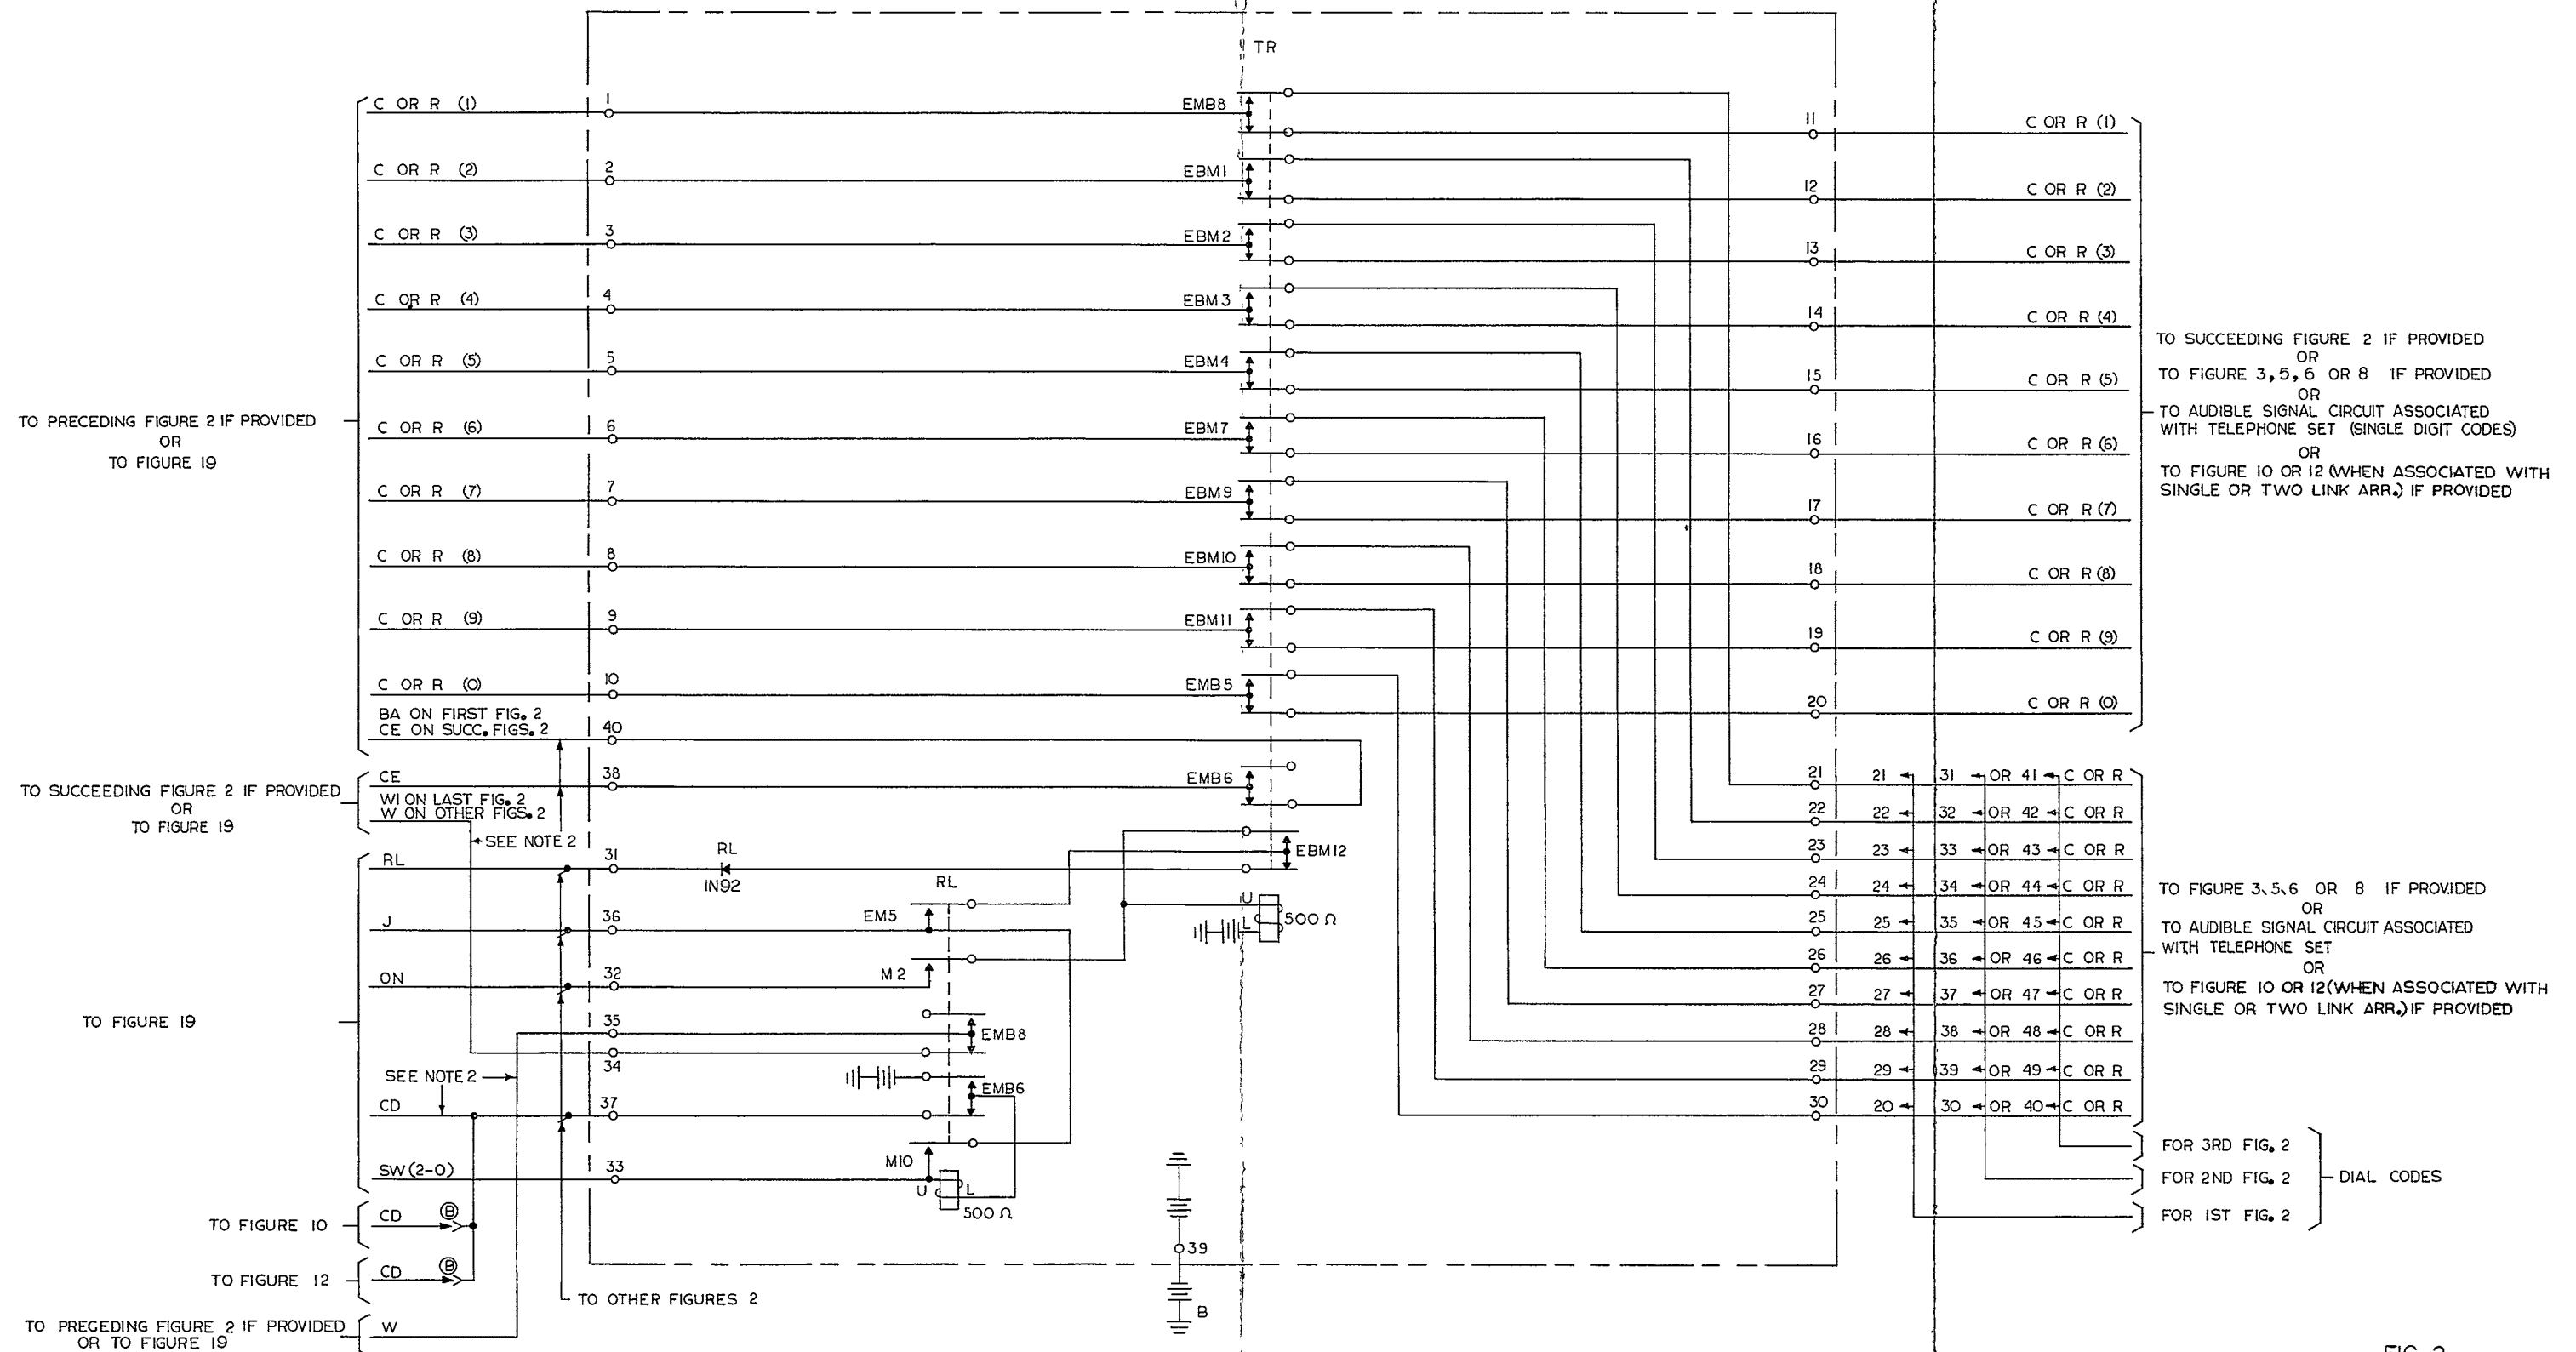 TR
C OR R (1)
1
EMB8
11
C OR R (1)
C OR R (2)
2
EBM1
12
C OR R (2)
C OR R (3)
3
EBM2
13
C OR R (3)
C OR R (4)
4
EBM3
14
C OR R (4)
C OR R (5)
5
EBM4
15
C OR R (5)
C OR R (6)
6
EBM7
16
C OR R (6)
C OR R (7)
7
EBM9
17
C OR R (7)
C OR R (8)
8
EBM10
18
C OR R (8)
C OR R (9)
9
EBM11
19
C OR R (9)
C OR R (0)
10
EMB5
20
C OR R (0)
TO PRECEDING FIGURE 2 IF PROVIDED
OR
TO FIGURE 19
TO SUCCEEDING FIGURE 2 IF PROVIDED
OR
TO FIGURE 3,5,6 OR 8 IF PROVIDED
OR
TO AUDIBLE SIGNAL CIRCUIT ASSOCIATED
WITH TELEPHONE SET (SINGLE DIGIT CODES)
OR
TO FIGURE 10 OR 12 (WHEN ASSOCIATED WITH
SINGLE OR TWO LINK ARR.) IF PROVIDED
BA ON FIRST FIG. 2
CE ON SUCC. FIGS. 2
40
CE
38
EMB6
WI ON LAST FIG. 2
W ON OTHER FIGS. 2
TO SUCCEEDING FIGURE 2 IF PROVIDED
OR
TO FIGURE 19
SEE NOTE 2
RL
31
RL
IN92
EBM12
RL
J
36
EM5
U
L
500 Ω
ON
32
M2
35
EMB8
34
TO FIGURE 19
SEE NOTE 2
EMB6
CD
37
M10
SW (2-0)
33
U
L
500 Ω
TO FIGURE 10
CD
B
39
TO FIGURE 12
CD
B
TO OTHER FIGURES 2
B
TO PRECEDING FIGURE 2 IF PROVIDED
OR TO FIGURE 19
W
21
21 31 OR 41 C OR R
22
22 32 OR 42 C OR R
23
23 33 OR 43 C OR R
24
24 34 OR 44 C OR R
25
25 35 OR 45 C OR R
26
26 36 OR 46 C OR R
27
27 37 OR 47 C OR R
28
28 38 OR 48 C OR R
29
29 39 OR 49 C OR R
30
20 30 OR 40 C OR R
TO FIGURE 3,5,6 OR 8 IF PROVIDED
OR
TO AUDIBLE SIGNAL CIRCUIT ASSOCIATED
WITH TELEPHONE SET
OR
TO FIGURE 10 OR 12 (WHEN ASSOCIATED WITH
SINGLE OR TWO LINK ARR.) IF PROVIDED
FOR 3RD FIG. 2
FOR 2ND FIG. 2
DIAL CODES
FOR 1ST FIG. 2